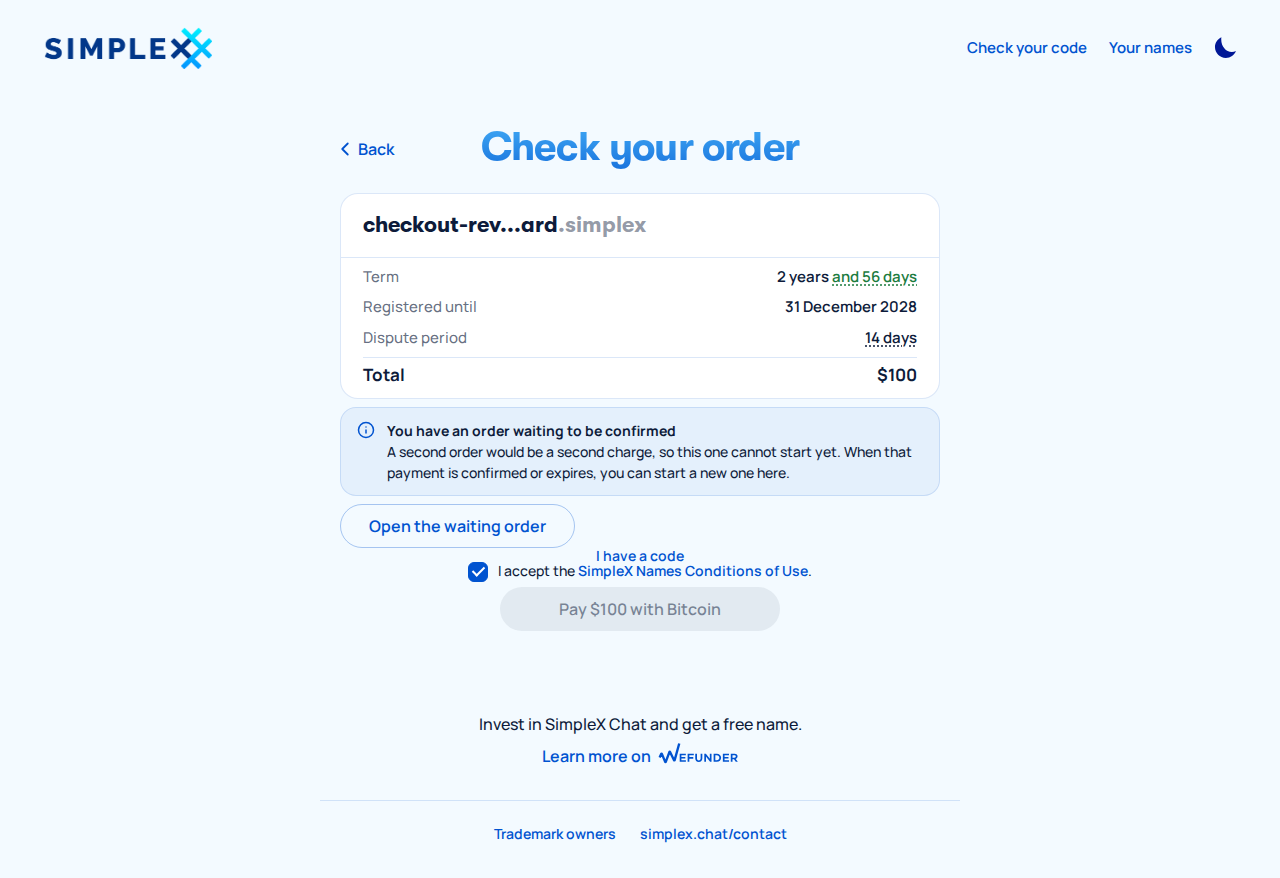 SIMPLEX
Check your code
Your names
Back
Check your order
checkout-rev...ard.simplex
Term
2 years and 56 days
Registered until
31 December 2028
Dispute period
14 days
Total
$100
You have an order waiting to be confirmed
A second order would be a second charge, so this one cannot start yet. When that
payment is confirmed or expires, you can start a new one here.
Open the waiting order
I have a code
I accept the SimpleX Names Conditions of Use.
Pay $100 with Bitcoin
Invest in SimpleX Chat and get a free name.
Learn more on WEFUNDER
Trademark owners
simplex.chat/contact